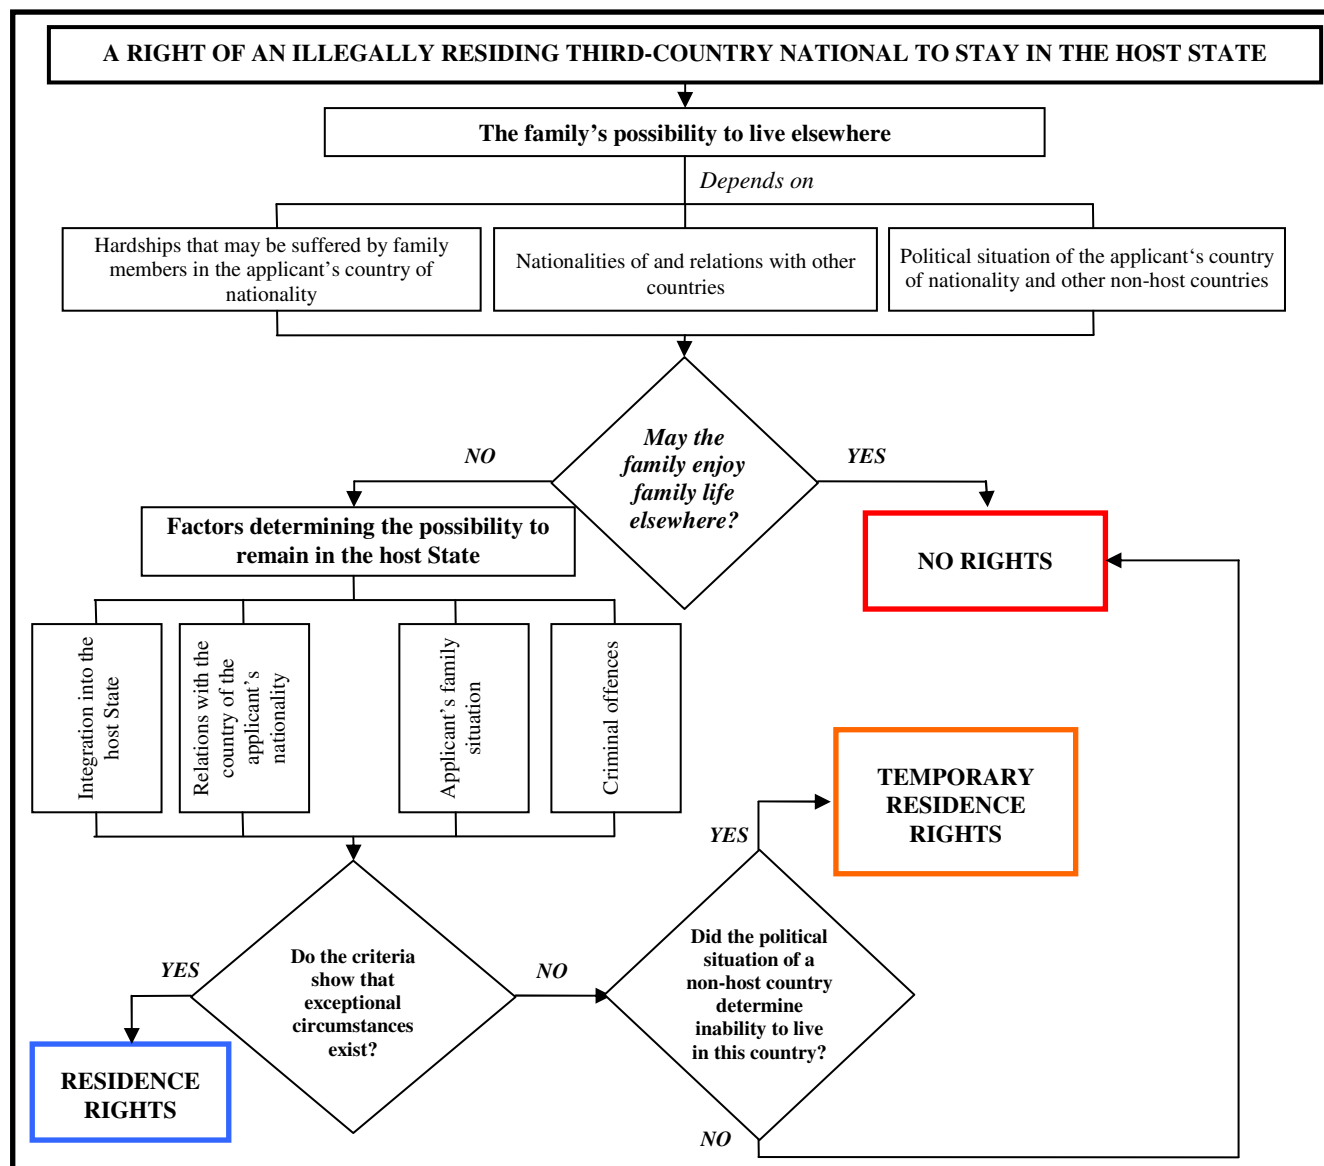 A RIGHT OF AN ILLEGALLY RESIDING THIRD-COUNTRY NATIONAL TO STAY IN THE HOST STATE
The family’s possibility to live elsewhere
Depends on
Hardships that may be suffered by family
members in the applicant’s country of
nationality
Nationalities of and relations with other
countries
Political situation of the applicant‘s country
of nationality and other non-host countries
May the
family enjoy
family life
elsewhere?
NO
YES
Factors determining the possibility to
remain in the host State
NO RIGHTS
Integration into the
host State
Relations with the
country of the
applicant’s
nationality
Applicant’s family
situation
Criminal offences
TEMPORARY
RESIDENCE
RIGHTS
YES
Do the criteria
show that
exceptional
circumstances
exist?
YES
NO
Did the political
situation of a
non-host country
determine
inability to live
in this country?
RESIDENCE
RIGHTS
NO